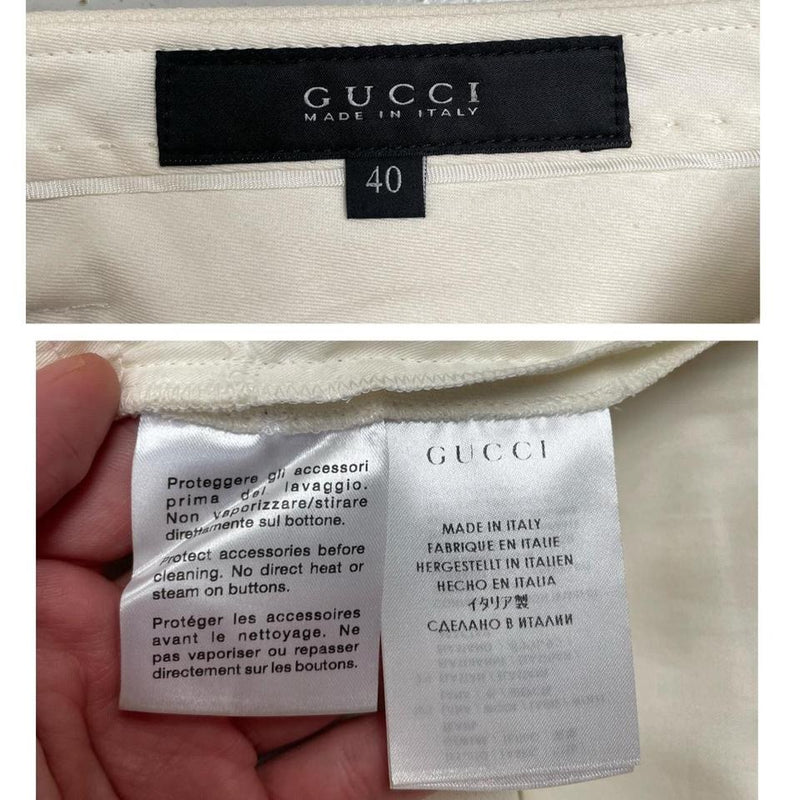 GUCCI
MADE IN ITALY
40
Proteggere gli accessori
prima del lavaggio.
Non vaporizzare/stirare
direttamente sul bottone.
Protect accessories before
cleaning. No direct heat or
steam on buttons.
Protéger les accessoires
avant le nettoyage. Ne
pas vaporiser ou repasser
directement sur les boutons.
GUCCI
MADE IN ITALY
FABRIQUE EN ITALIE
HERGESTELLT IN ITALIEN
HECHO EN ITALIA
イタリア製
СДЕЛАНО В ИТАЛИИ